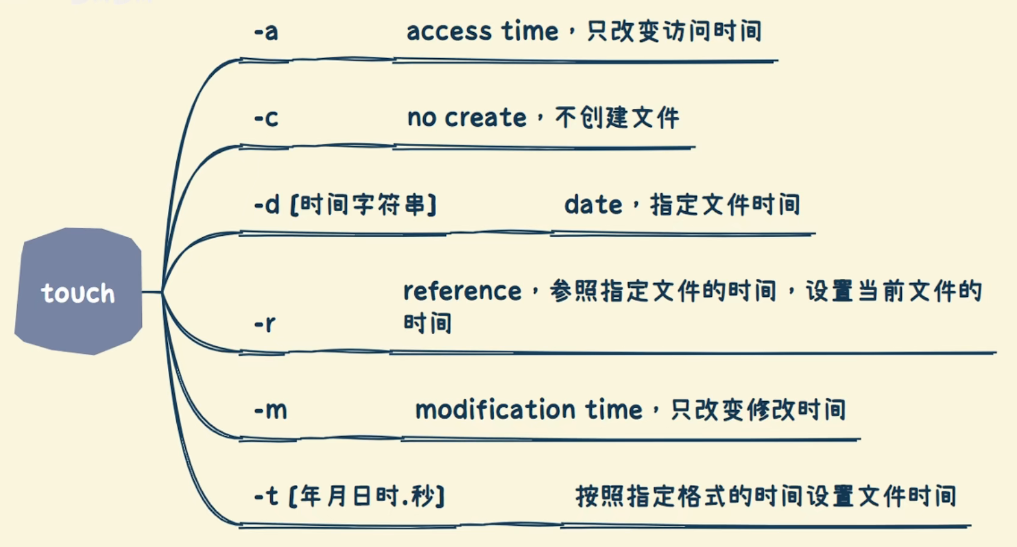 -a access time，只改变访问时间
-c no create，不创建文件
-d [时间字符串] date，指定文件时间
touch
reference，参照指定文件的时间，设置当前文件的
-r 时间
-m modification time，只改变修改时间
-t [年月日时.秒] 按照指定格式的时间设置文件时间